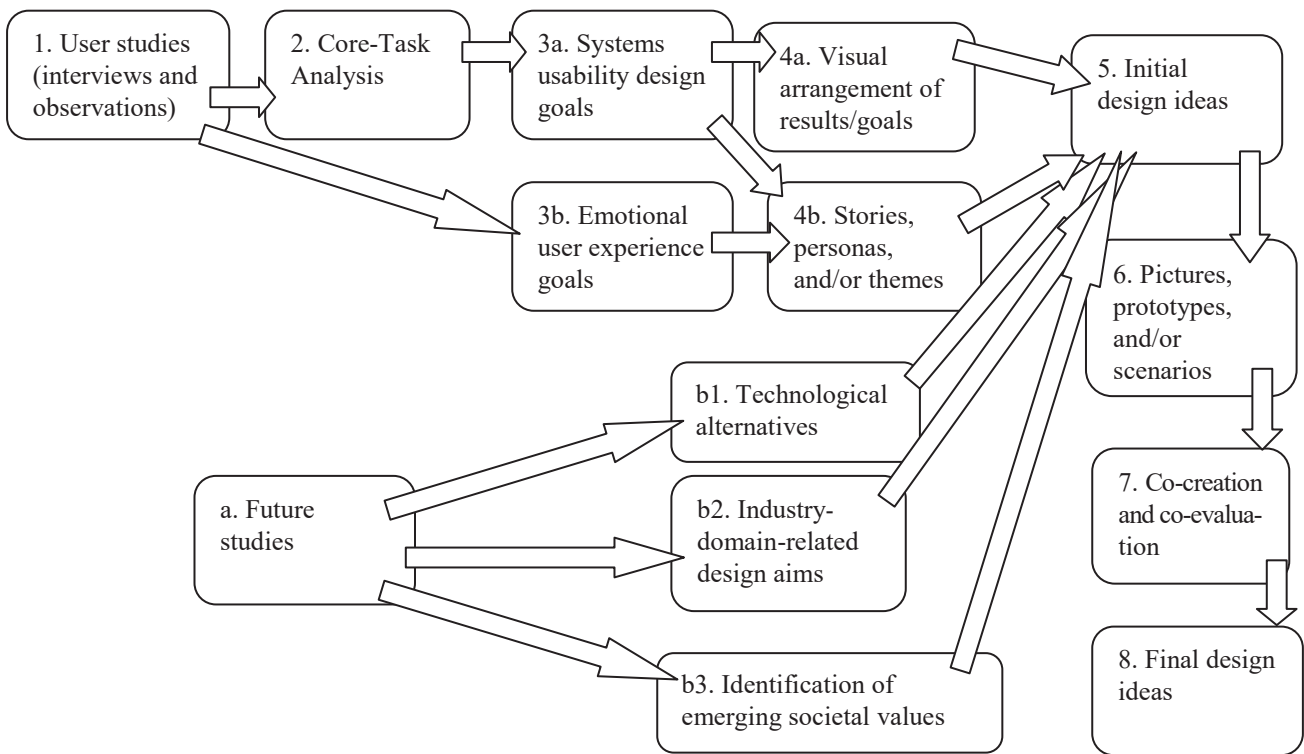 1. User studies
(interviews and
observations)
2. Core-Task
Analysis
3a. Systems
usability design
goals
4a. Visual
arrangement of
results/goals
5. Initial
design ideas
3b. Emotional
user experience
goals
4b. Stories,
personas,
and/or themes
6. Pictures,
prototypes,
and/or
scenarios
b1. Technological
alternatives
a. Future
studies
b2. Industry-
domain-related
design aims
7. Co-creation
and co-evalua-
tion
b3. Identification of
emerging societal values
8. Final design
ideas